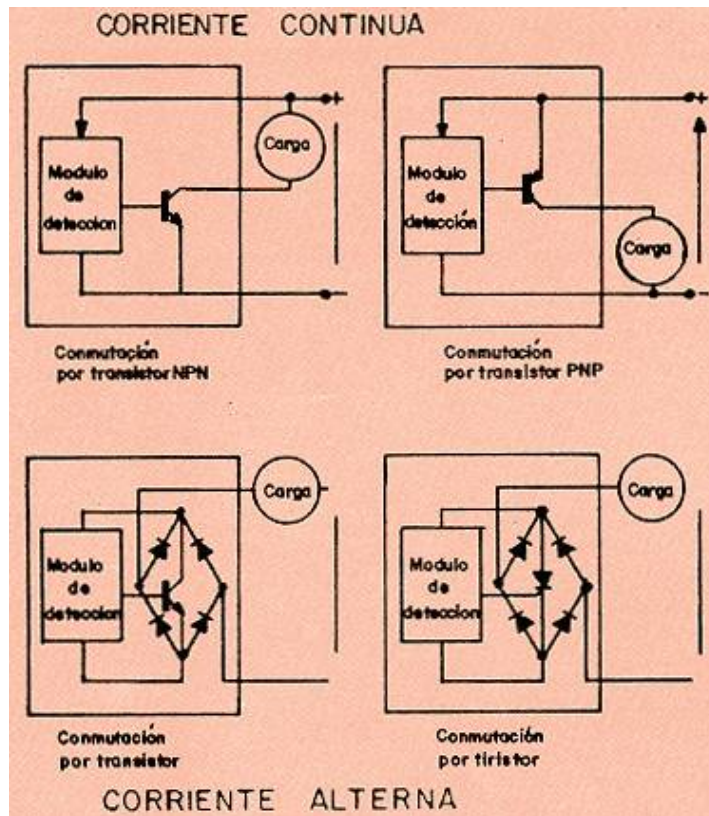 CORRIENTE CONTINUA
+
Carga
Modulo
de
deteccion
-
Conmutación
por transistor NPN
+
Modulo
de
detección
Carga
-
Conmutación
por transistor PNP
Carga
Modulo
de
deteccion
Conmutación
por transistor
Carga
Modulo
de
deteccion
Conmutación
por tiristor
CORRIENTE ALTERNA